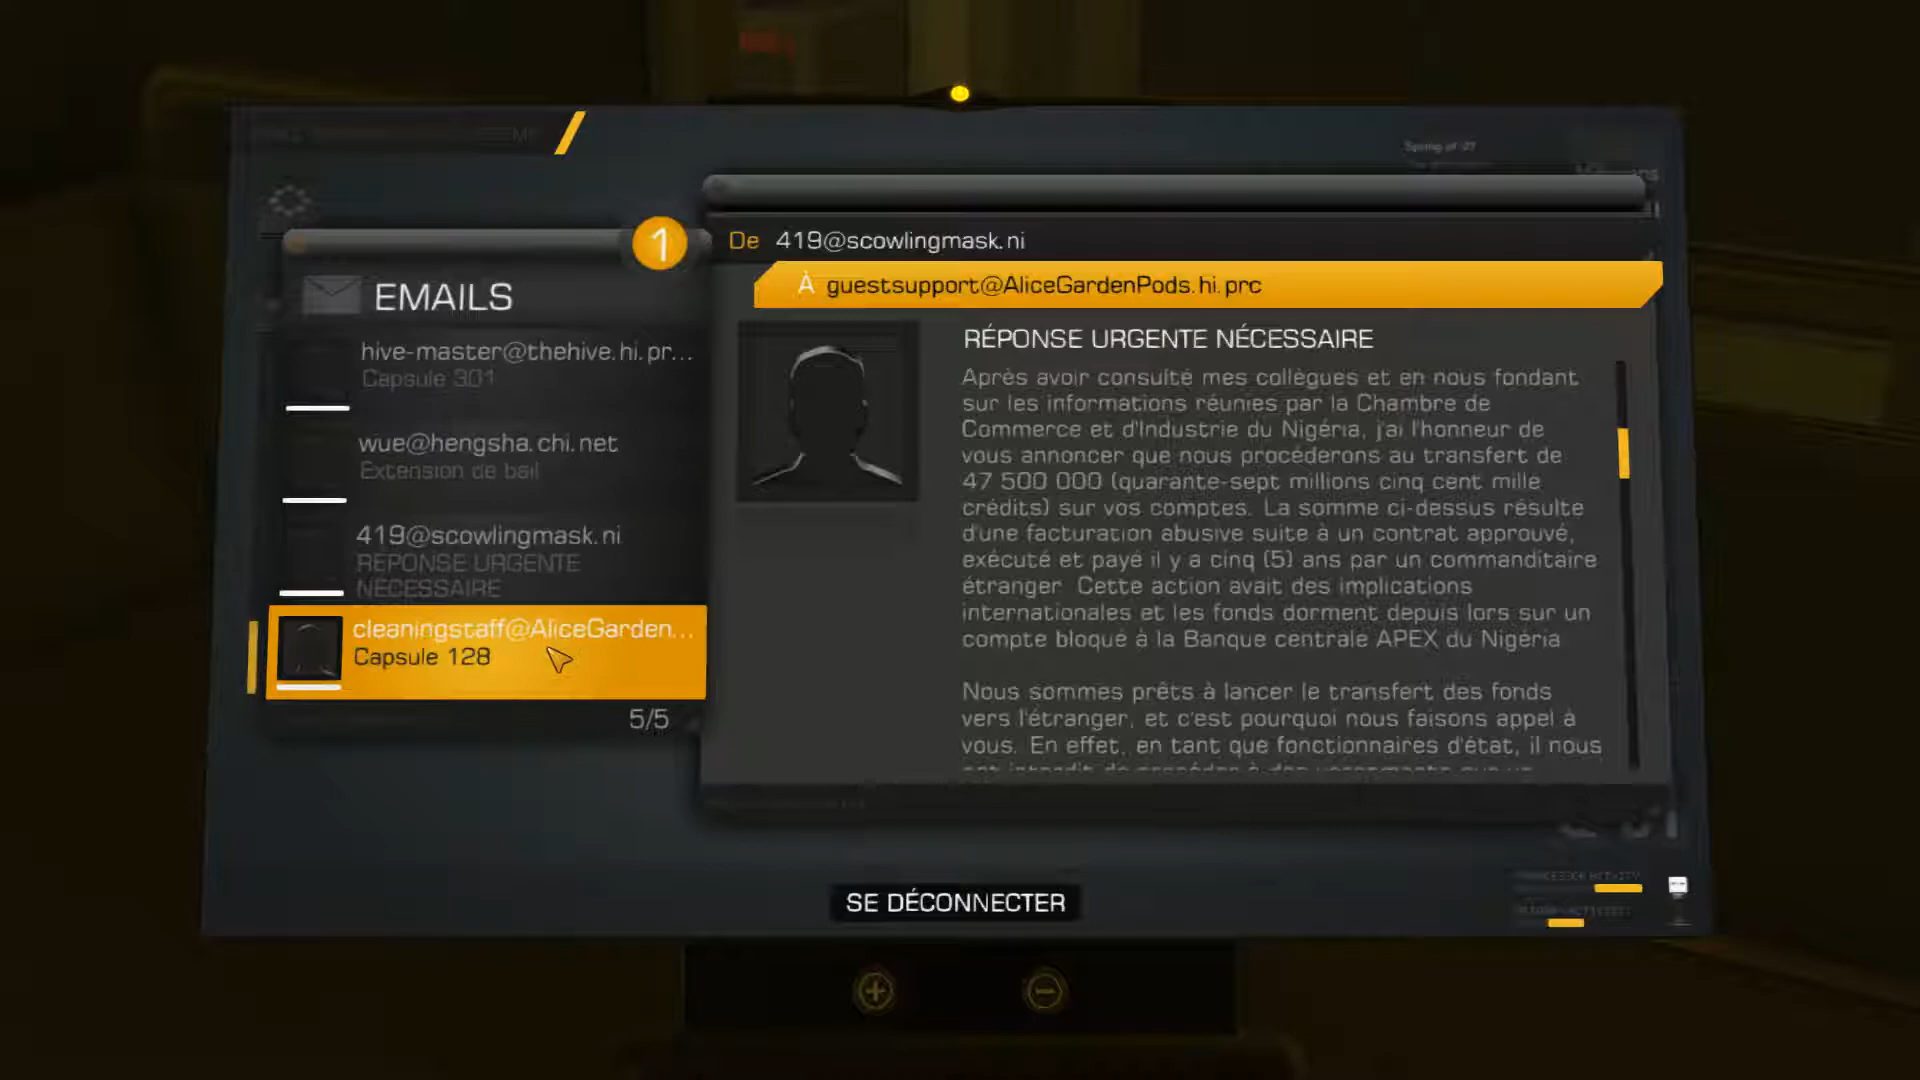 Spring of 27
1
De 419@scowlingmask.ni
À guestsupport@AliceGardenPods.hi.prc
EMAILS
hive-master@thehive.hi.pr...
Capsule 301
wue@hengsha.chi.net
Extension de bail
419@scowlingmask.ni
RÉPONSE URGENTE
NÉCESSAIRE
cleaningstaff@AliceGarden...
Capsule 128
5/5
RÉPONSE URGENTE NÉCESSAIRE
Après avoir consulté mes collègues et en nous fondant
sur les informations réunies par la Chambre de
Commerce et d'Industrie du Nigéria, j'ai l'honneur de
vous annoncer que nous procéderons au transfert de
47 500 000 (quarante-sept millions cinq cent mille
crédits) sur vos comptes. La somme ci-dessus résulte
d'une facturation abusive suite à un contrat approuvé,
exécuté et payé il y a cinq (5) ans par un commanditaire
étranger. Cette action avait des implications
internationales et les fonds dorment depuis lors sur un
compte bloqué à la Banque centrale APEX du Nigéria
Nous sommes prêts à lancer le transfert des fonds
vers l'étranger, et c'est pourquoi nous faisons appel à
vous. En effet, en tant que fonctionnaires d'état, il nous
SE DÉCONNECTER